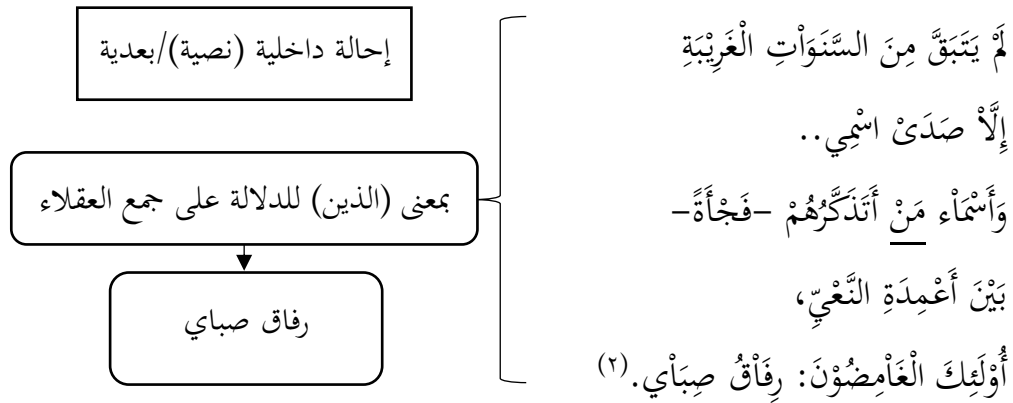 لَمْ يَتَبَقَّ مِنَ السَّنَوَاْتِ الْغَرِيْبَةِ
إِلَّاْ صَدَىْ اسْمِي..
وَأَسْمَاْء مَنْ أَتَذَكَّرُهُمْ –فَجْأَةً–
بَيْنَ أَعْمِدَةِ النَّعْيِّ،
أُوْلَئِكَ الْغَاْمِضُوْنَ: رِفَاْقُ صِبَاْي.(٢)
إحالة داخلية (نصية)/بعدية
بمعنى (الذين) للدلالة على جمع العقلاء
رفاق صباي